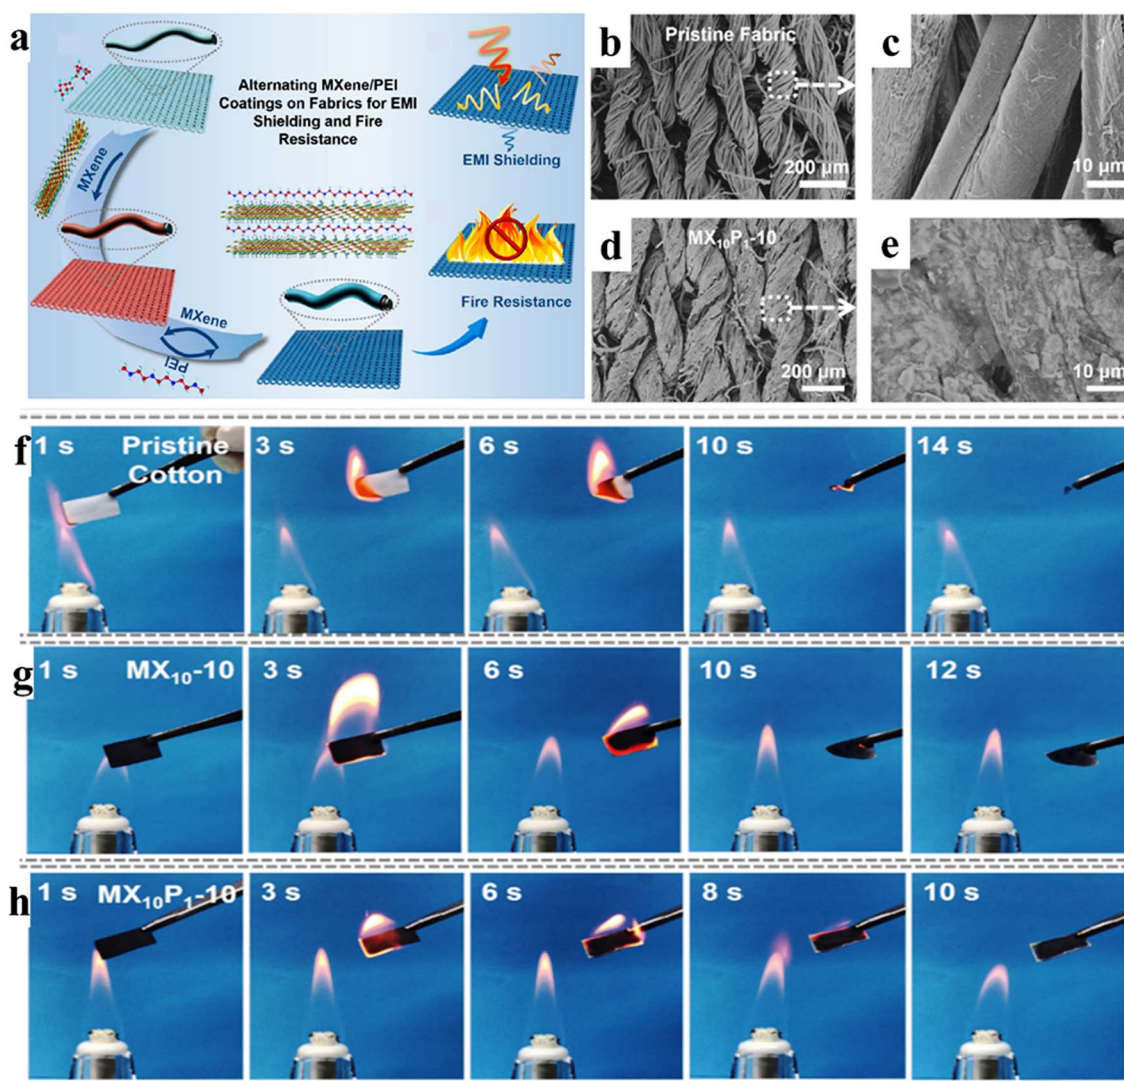 a
Alternating MXene/PEI
Coatings on Fabrics for EMI
Shielding and Fire
Resistance
MXene
MXene
PEI
EMI Shielding
Fire Resistance
b
Pristine Fabric
200 μm
c
10 μm
d
MX₁₀P₁-10
200 μm
e
10 μm
f
1 s
Pristine
Cotton
3 s
6 s
10 s
14 s
g
1 s
MX₁₀-10
3 s
6 s
10 s
12 s
h
1 s
MX₁₀P₁-10
3 s
6 s
8 s
10 s